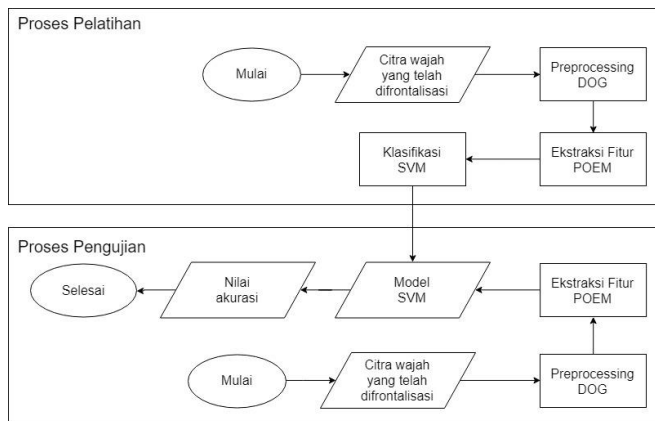 Proses Pelatihan
Mulai
Citra wajah
yang telah
difrontalisasi
Preprocessing
DOG
Klasifikasi
SVM
Ekstraksi Fitur
POEM
Proses Pengujian
Selesai
Nilai
akurasi
Model
SVM
Ekstraksi Fitur
POEM
Mulai
Citra wajah
yang telah
difrontalisasi
Preprocessing
DOG